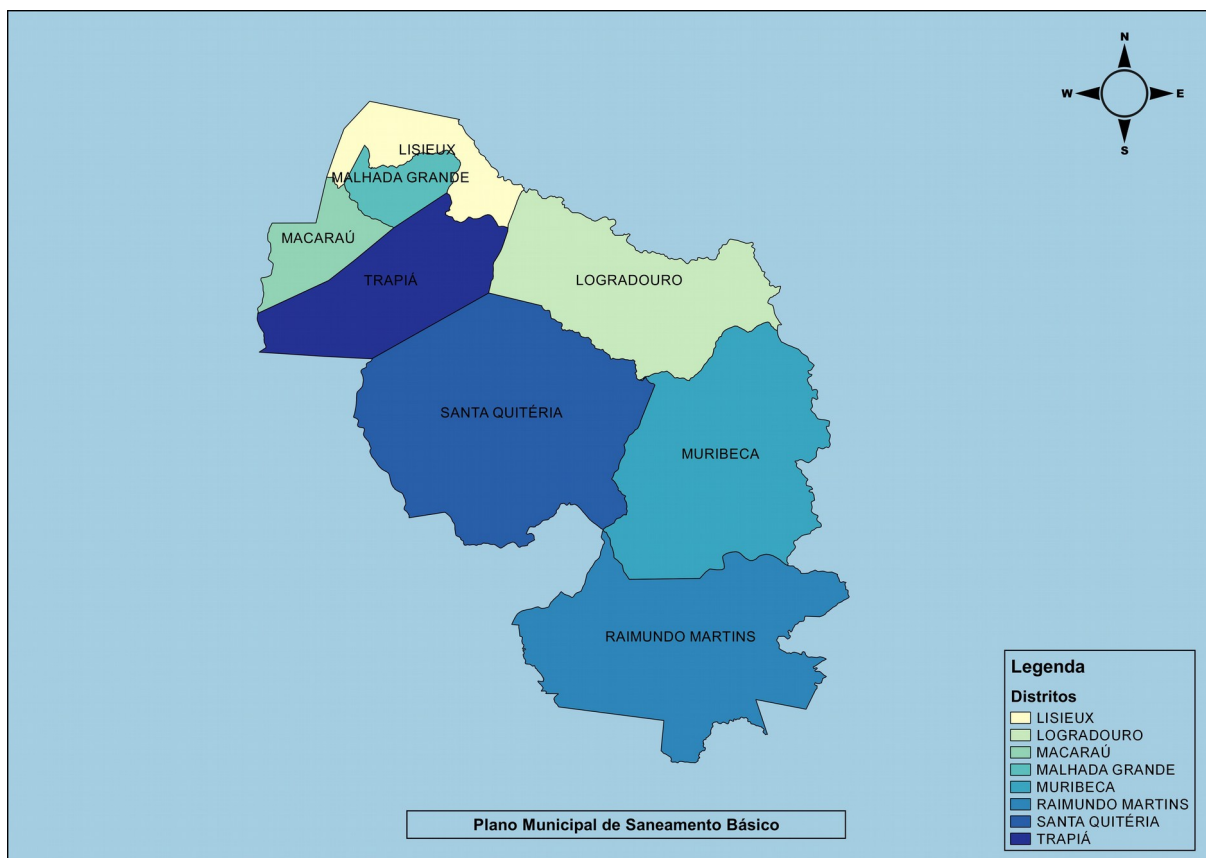 N
W E
S
LISIEUX
MALHADA GRANDE
MACARAÚ
TRAPIÁ
LOGRADOURO
SANTA QUITÉRIA
MURIBECA
RAIMUNDO MARTINS
Legenda
Distritos
LISIEUX
LOGRADOURO
MACARAÚ
MALHADA GRANDE
MURIBECA
RAIMUNDO MARTINS
SANTA QUITÉRIA
TRAPIÁ
Plano Municipal de Saneamento Básico